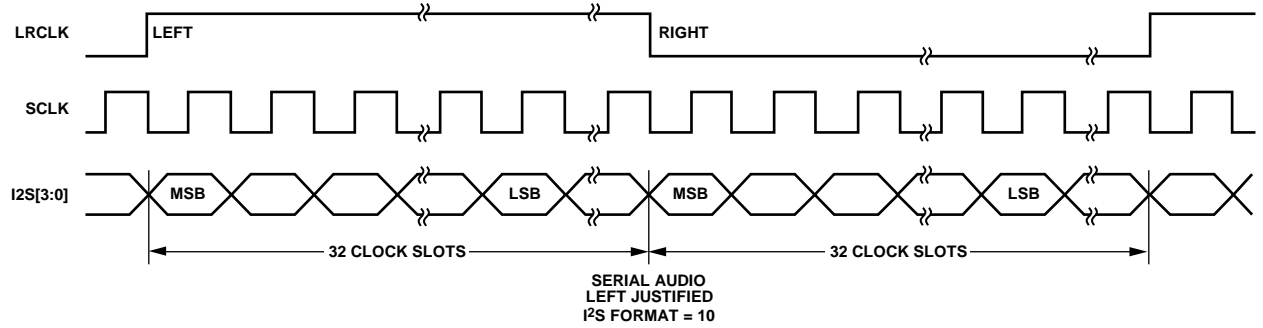 LRCLK
LEFT
RIGHT
SCLK
I2S[3:0]
MSB
LSB
MSB
LSB
32 CLOCK SLOTS
32 CLOCK SLOTS
SERIAL AUDIO
LEFT JUSTIFIED
I²S FORMAT = 10